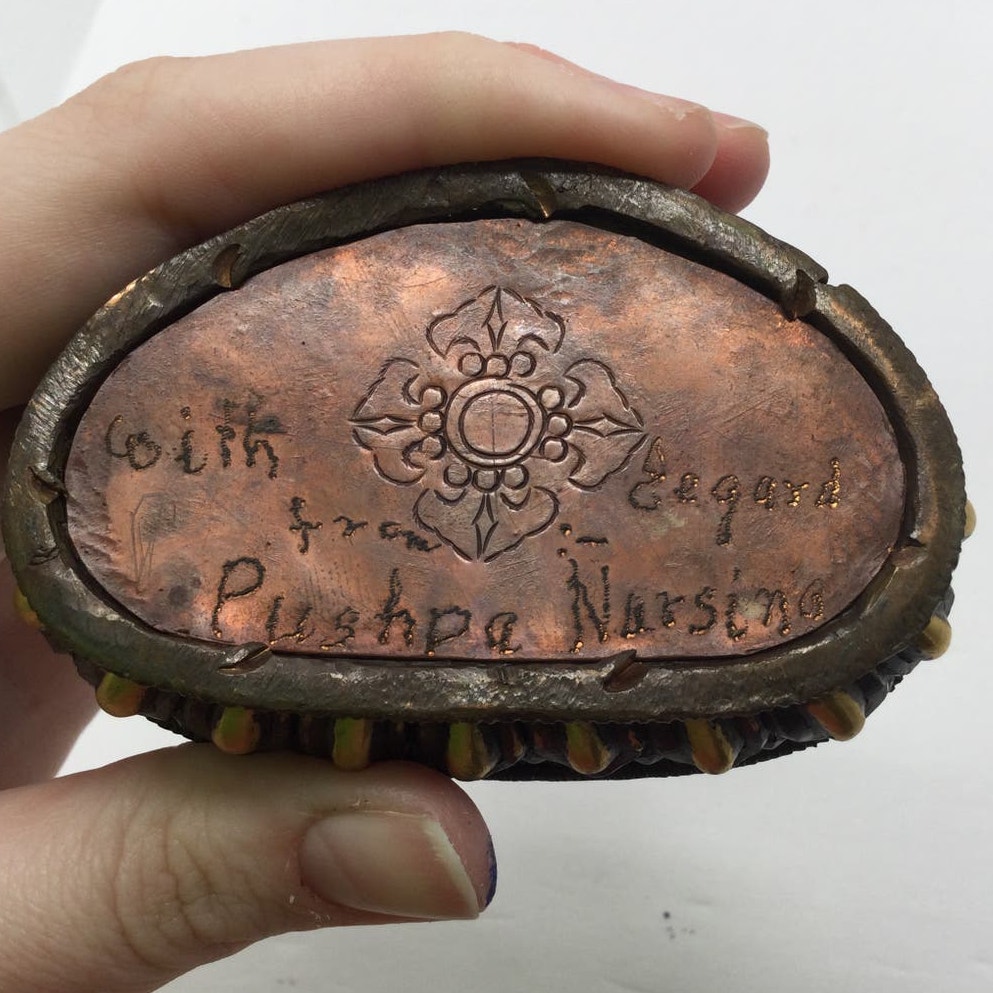 with Regard
from :-
Pushpa Narsing